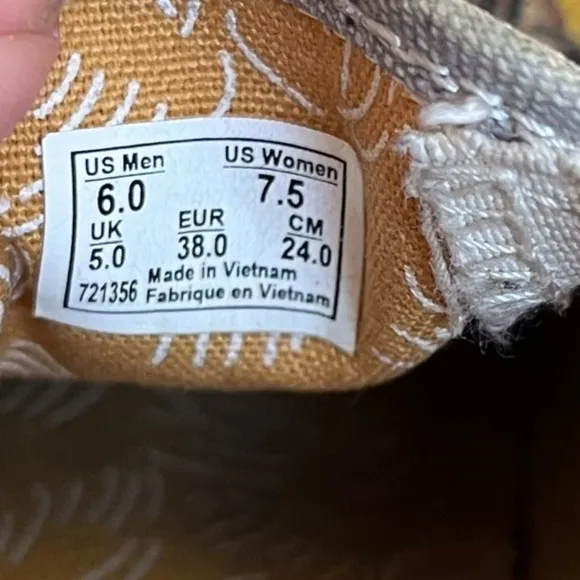 US Men US Women
6.0 7.5
UK EUR CM
5.0 38.0 24.0
Made in Vietnam
721356 Fabrique en Vietnam